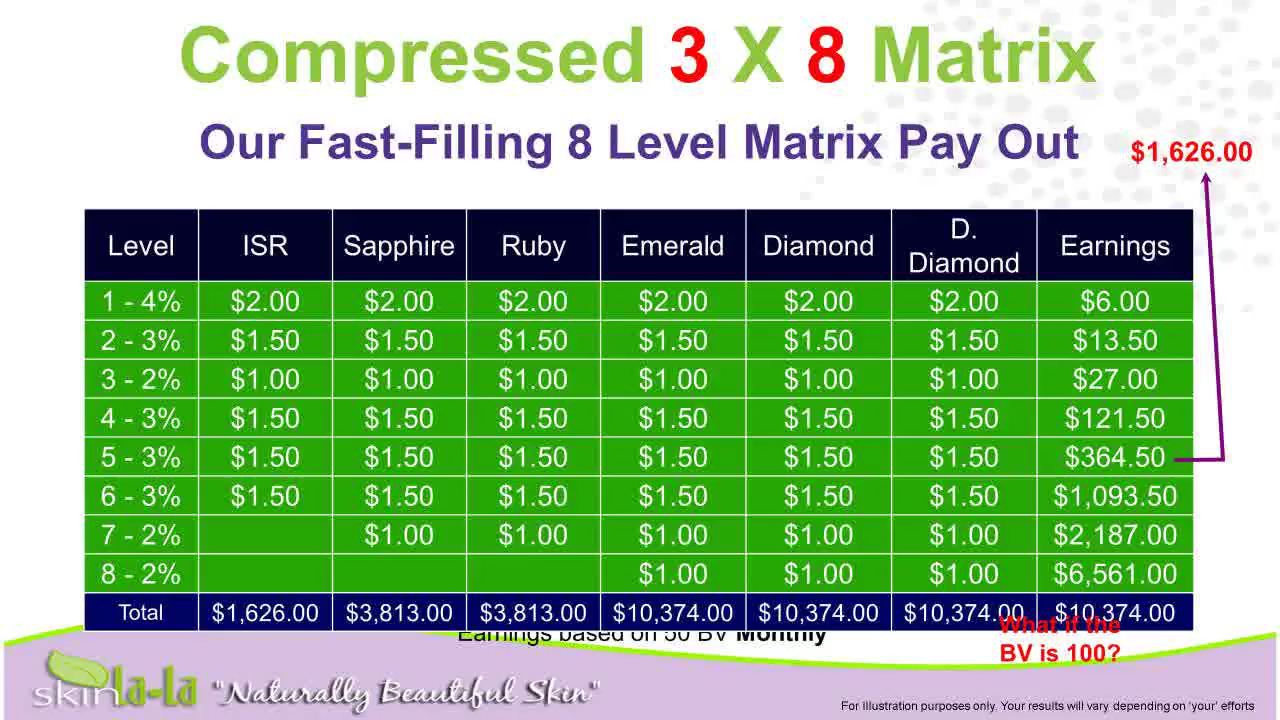 Compressed 3 X 8 Matrix
Our Fast-Filling 8 Level Matrix Pay Out
$1,626.00
Level ISR Sapphire Ruby Emerald Diamond D. Diamond Earnings
1 - 4% $2.00 $2.00 $2.00 $2.00 $2.00 $2.00 $6.00
2 - 3% $1.50 $1.50 $1.50 $1.50 $1.50 $1.50 $13.50
3 - 2% $1.00 $1.00 $1.00 $1.00 $1.00 $1.00 $27.00
4 - 3% $1.50 $1.50 $1.50 $1.50 $1.50 $1.50 $121.50
5 - 3% $1.50 $1.50 $1.50 $1.50 $1.50 $1.50 $364.50
6 - 3% $1.50 $1.50 $1.50 $1.50 $1.50 $1.50 $1,093.50
7 - 2% $1.00 $1.00 $1.00 $1.00 $1.00 $2,187.00
8 - 2% $1.00 $1.00 $1.00 $6,561.00
Total $1,626.00 $3,813.00 $3,813.00 $10,374.00 $10,374.00 $10,374.00 $10,374.00
Earnings based on 50 BV Monthly
What if the
BV is 100?
skin la-la "Naturally Beautiful Skin"
For Illustration purposes only. Your results will vary depending on 'your' efforts